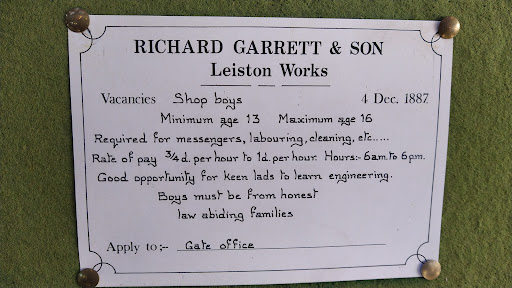 RICHARD GARRETT & SON
Leiston Works
Vacancies Shop boys 4 Dec. 1887.
Minimum age 13 Maximum age 16
Required for messengers, labouring, cleaning, etc.....
Rate of pay ¾d. per hour to 1d. per hour. Hours:- 6am to 6pm.
Good opportunity for keen lads to learn engineering.
Boys must be from honest
law abiding families
Apply to:- Gate office